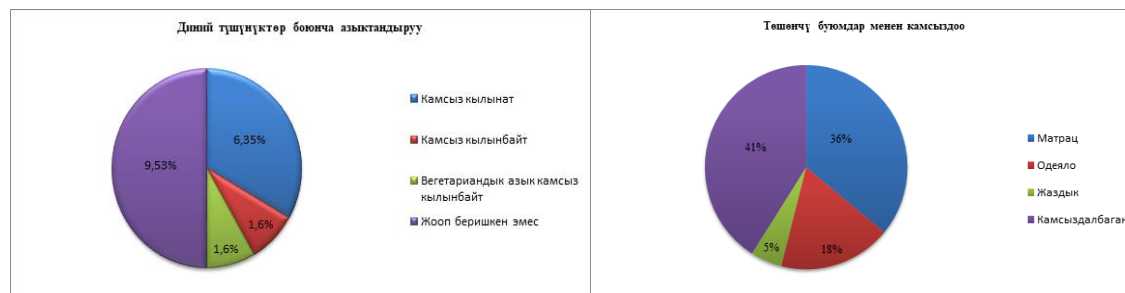 Диний түшүнүктөр боюнча азыктандыруу
6,35%
9,53%
1,6%
1,6%
Камсыз кылынат
Камсыз кылынбайт
Вегетариандык азык камсыз
кылынбайт
Жооп беришкен эмес
Төшөнчү буюмдар менен камсыздоо
36%
41%
18%
5%
Матрац
Одеяло
Жаздык
Камсыздалбаган